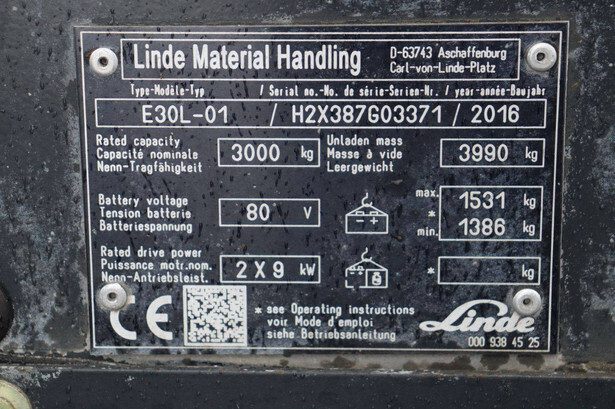 Linde Material Handling
D-63743 Aschaffenburg
Carl-von-Linde-Platz
Type-Modèle-Typ / Serial no.-No. de série-Serien-Nr. / year-année-Baujahr
E30L-01 / H2X387G03371 / 2016
Rated capacity
Capacité nominale
Nenn-Tragfähigkeit
3000 kg
Unladen mass
Masse à vide
Leergewicht
3990 kg
Battery voltage
Tension batterie
Batteriespannung
80 V
- +
max. 1531 kg
*
min. 1386 kg
Rated drive power
Puissance motr.nom.
Nenn-Antriebsleist.
2 X 9 kW
* kg
CE
* see Operating instructions
voir Mode d'emploi
siehe Betriebsanleitung
Linde
000 938 45 25